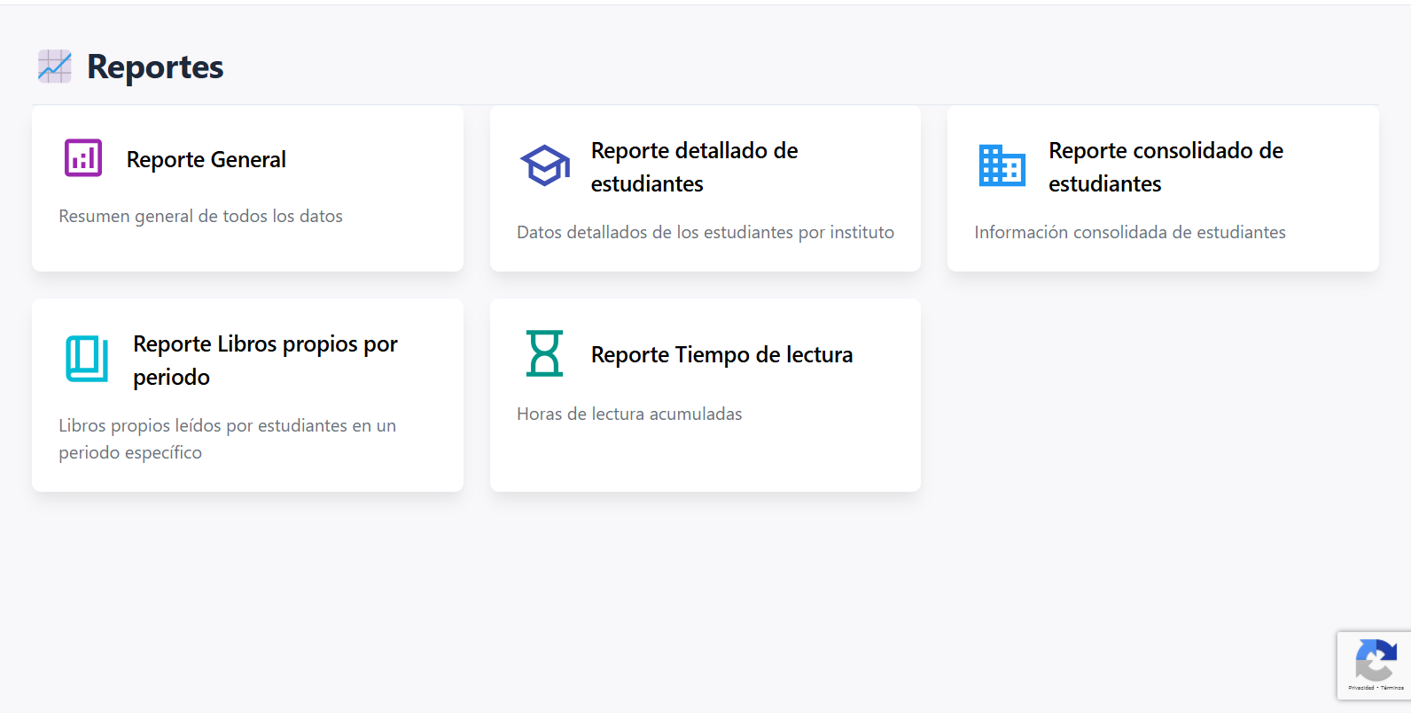 Reportes
Reporte General
Resumen general de todos los datos
Reporte detallado de
estudiantes
Datos detallados de los estudiantes por instituto
Reporte consolidado de
estudiantes
Información consolidada de estudiantes
Reporte Libros propios por
periodo
Libros propios leídos por estudiantes en un
periodo específico
Reporte Tiempo de lectura
Horas de lectura acumuladas
Privacidad • Términos